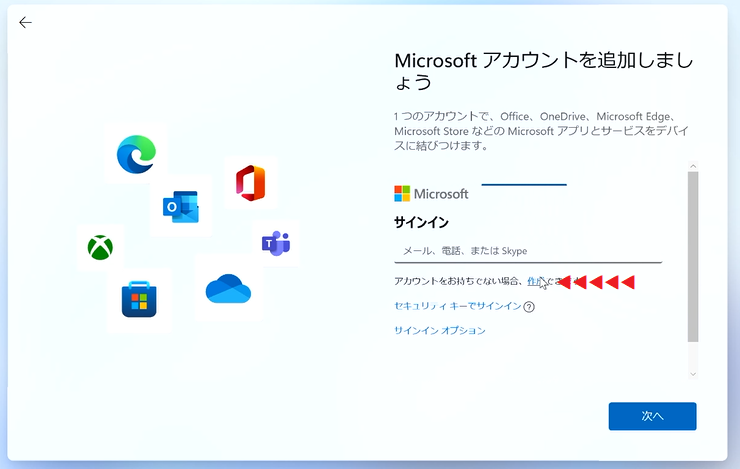 Microsoft アカウントを追加しまし
ょう
1 つのアカウントで、Office、OneDrive、Microsoft Edge、
Microsoft Store などの Microsoft アプリとサービスをデバイ
スに結びつけます。
Microsoft
サインイン
メール、電話、または Skype
アカウントをお持ちでない場合、
セキュリティ キーでサインイン
サインイン オプション
次へ